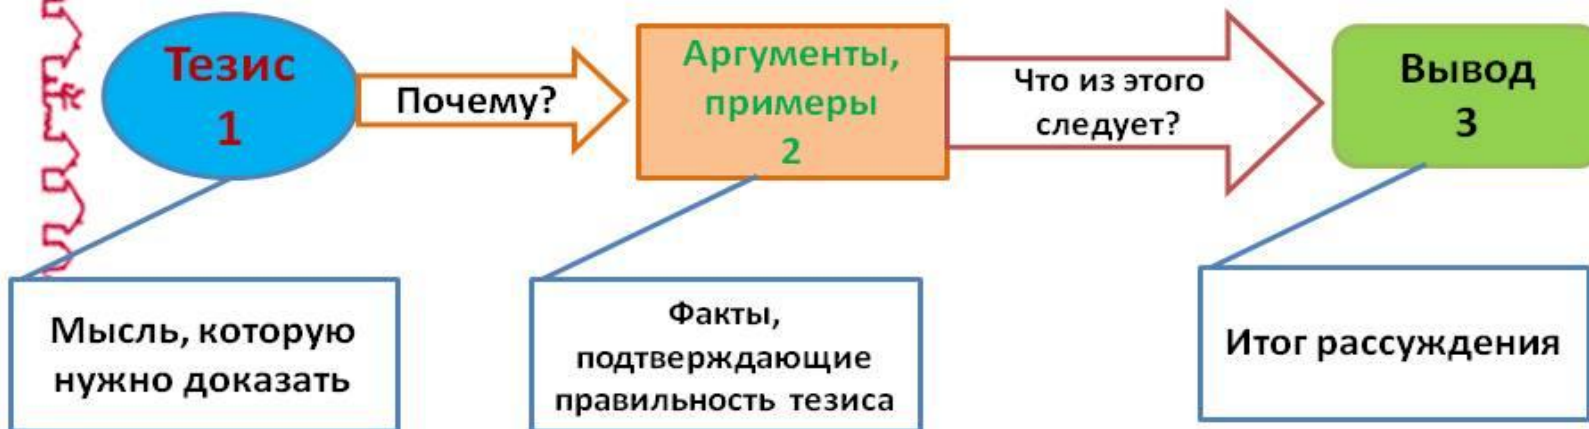 Тезис
1
Почему?
Аргументы,
примеры
2
Что из этого
следует?
Вывод
3
Мысль, которую
нужно доказать
Факты,
подтверждающие
правильность тезиса
Итог рассуждения